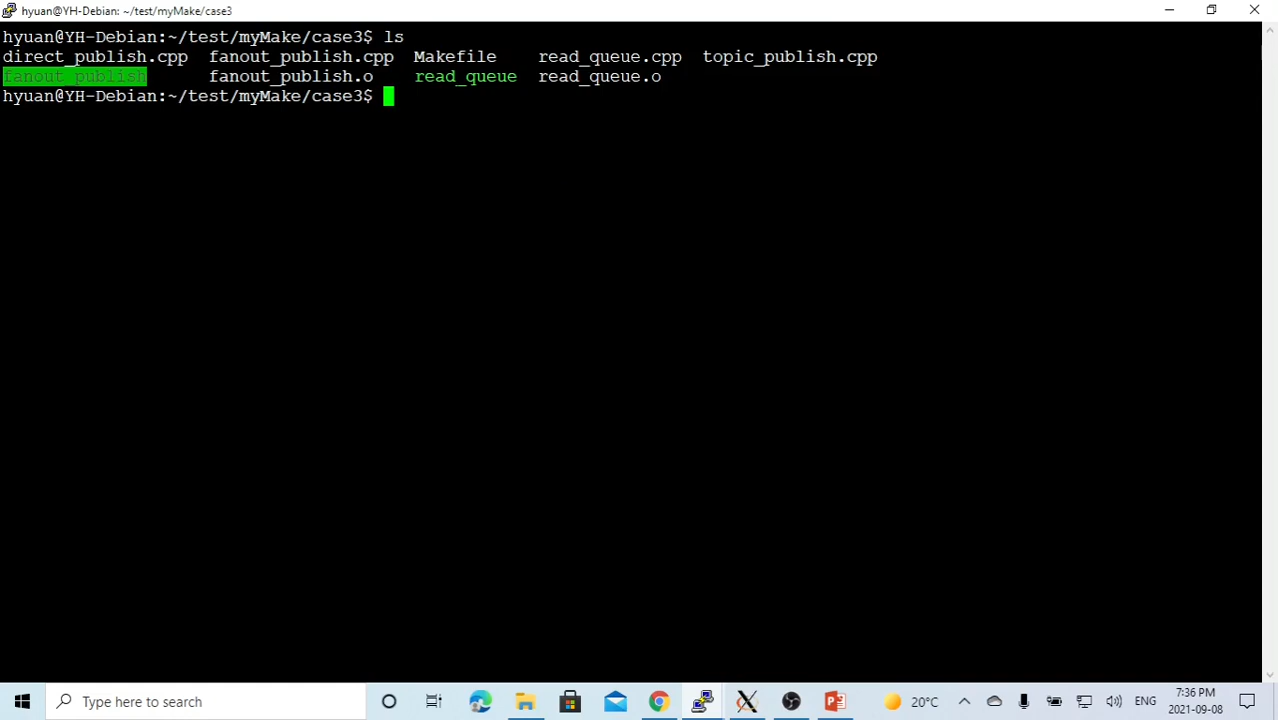 hyuan@YH-Debian: ~/test/myMake/case3
hyuan@YH-Debian:~/test/myMake/case3$ ls
direct_publish.cpp fanout_publish.cpp Makefile read_queue.cpp topic_publish.cpp
fanout_publish fanout_publish.o read_queue read_queue.o
hyuan@YH-Debian:~/test/myMake/case3$
Type here to search
20°C
ENG
7:36 PM
2021-09-08